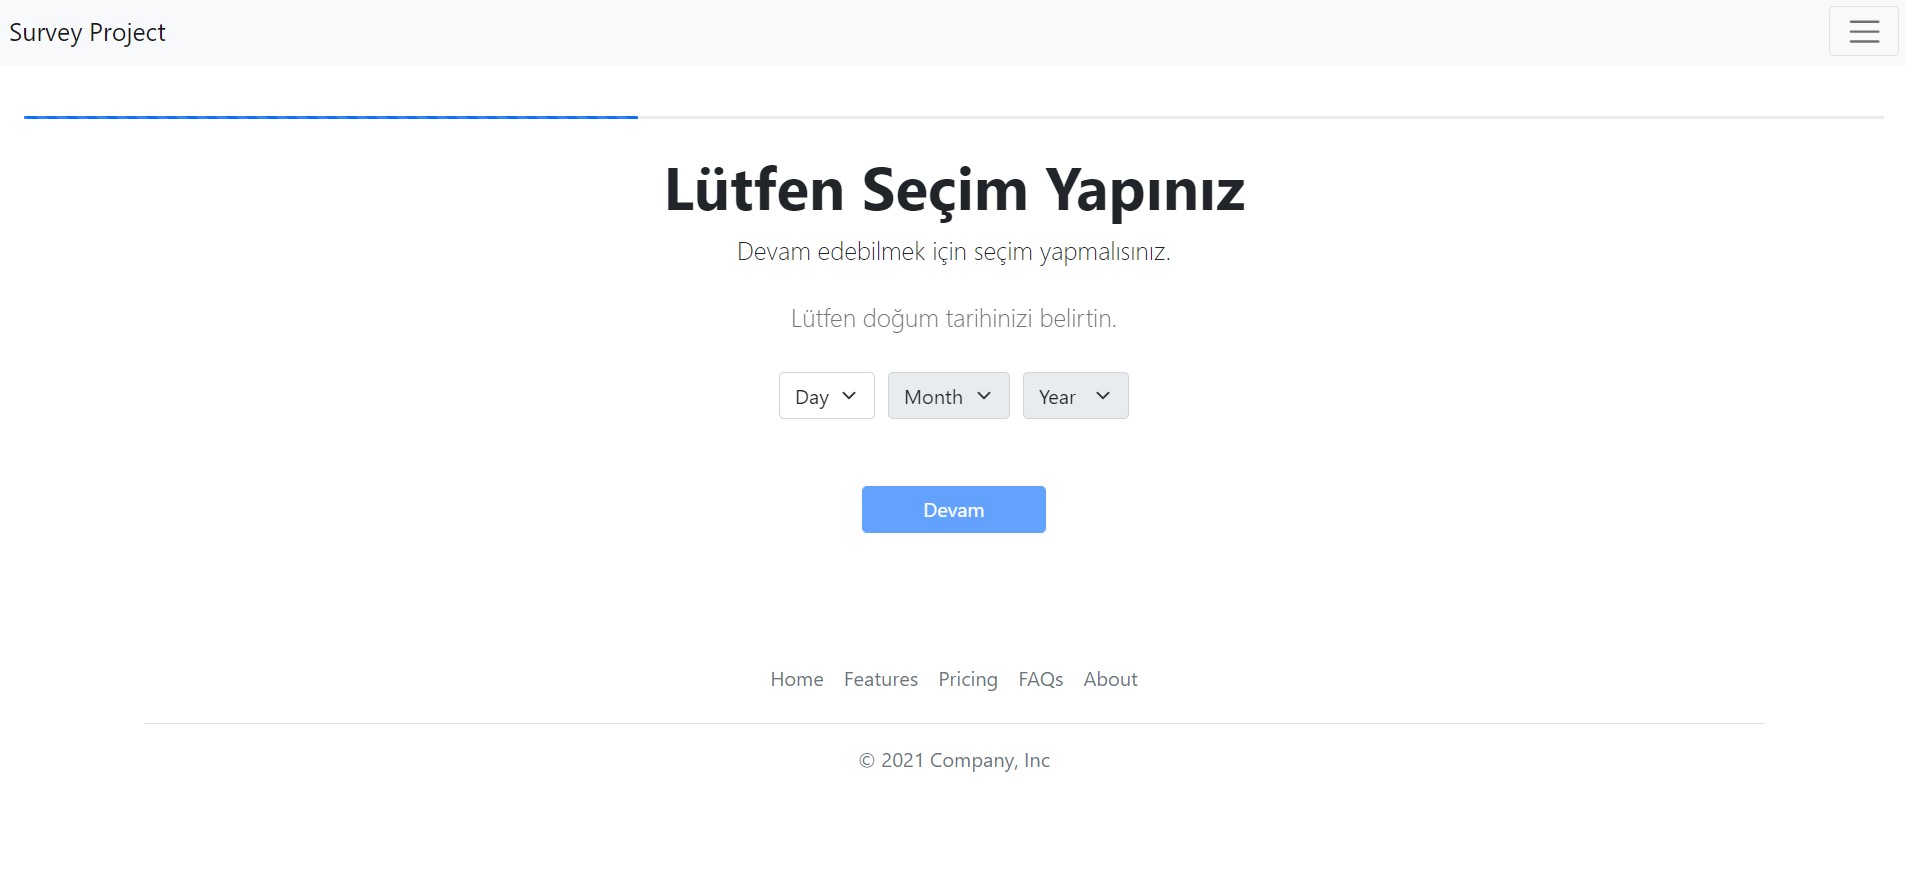 Survey Project
Lütfen Seçim Yapınız
Devam edebilmek için seçim yapmalısınız.
Lütfen doğum tarihinizi belirtin.
Day Month Year
Devam
Home Features Pricing FAQs About
© 2021 Company, Inc